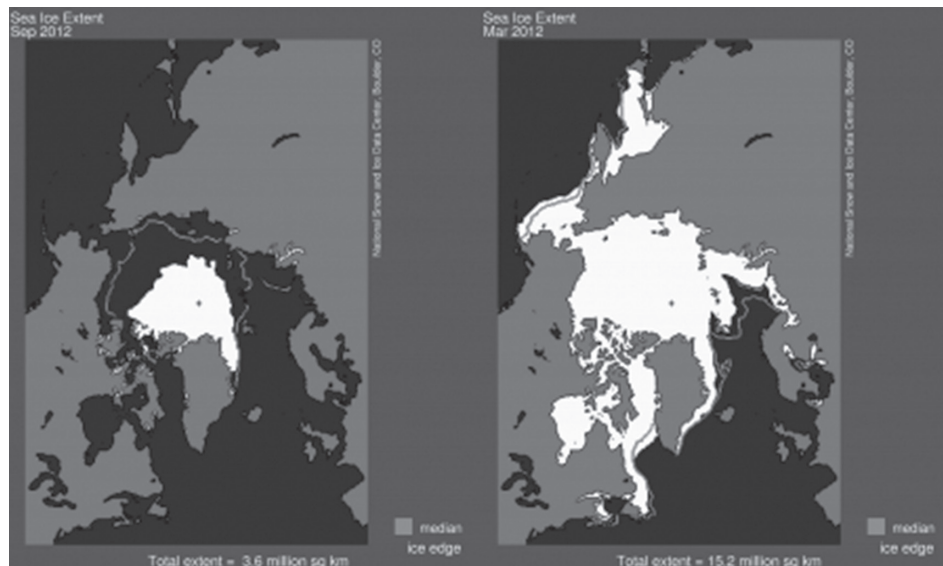 Sea Ice Extent
Sep 2012
National Snow and Ice Data Center, Boulder, CO
median
ice edge
Total extent = 3.6 million sq km
Sea Ice Extent
Mar 2012
National Snow and Ice Data Center, Boulder, CO
median
ice edge
Total extent = 15.2 million sq km